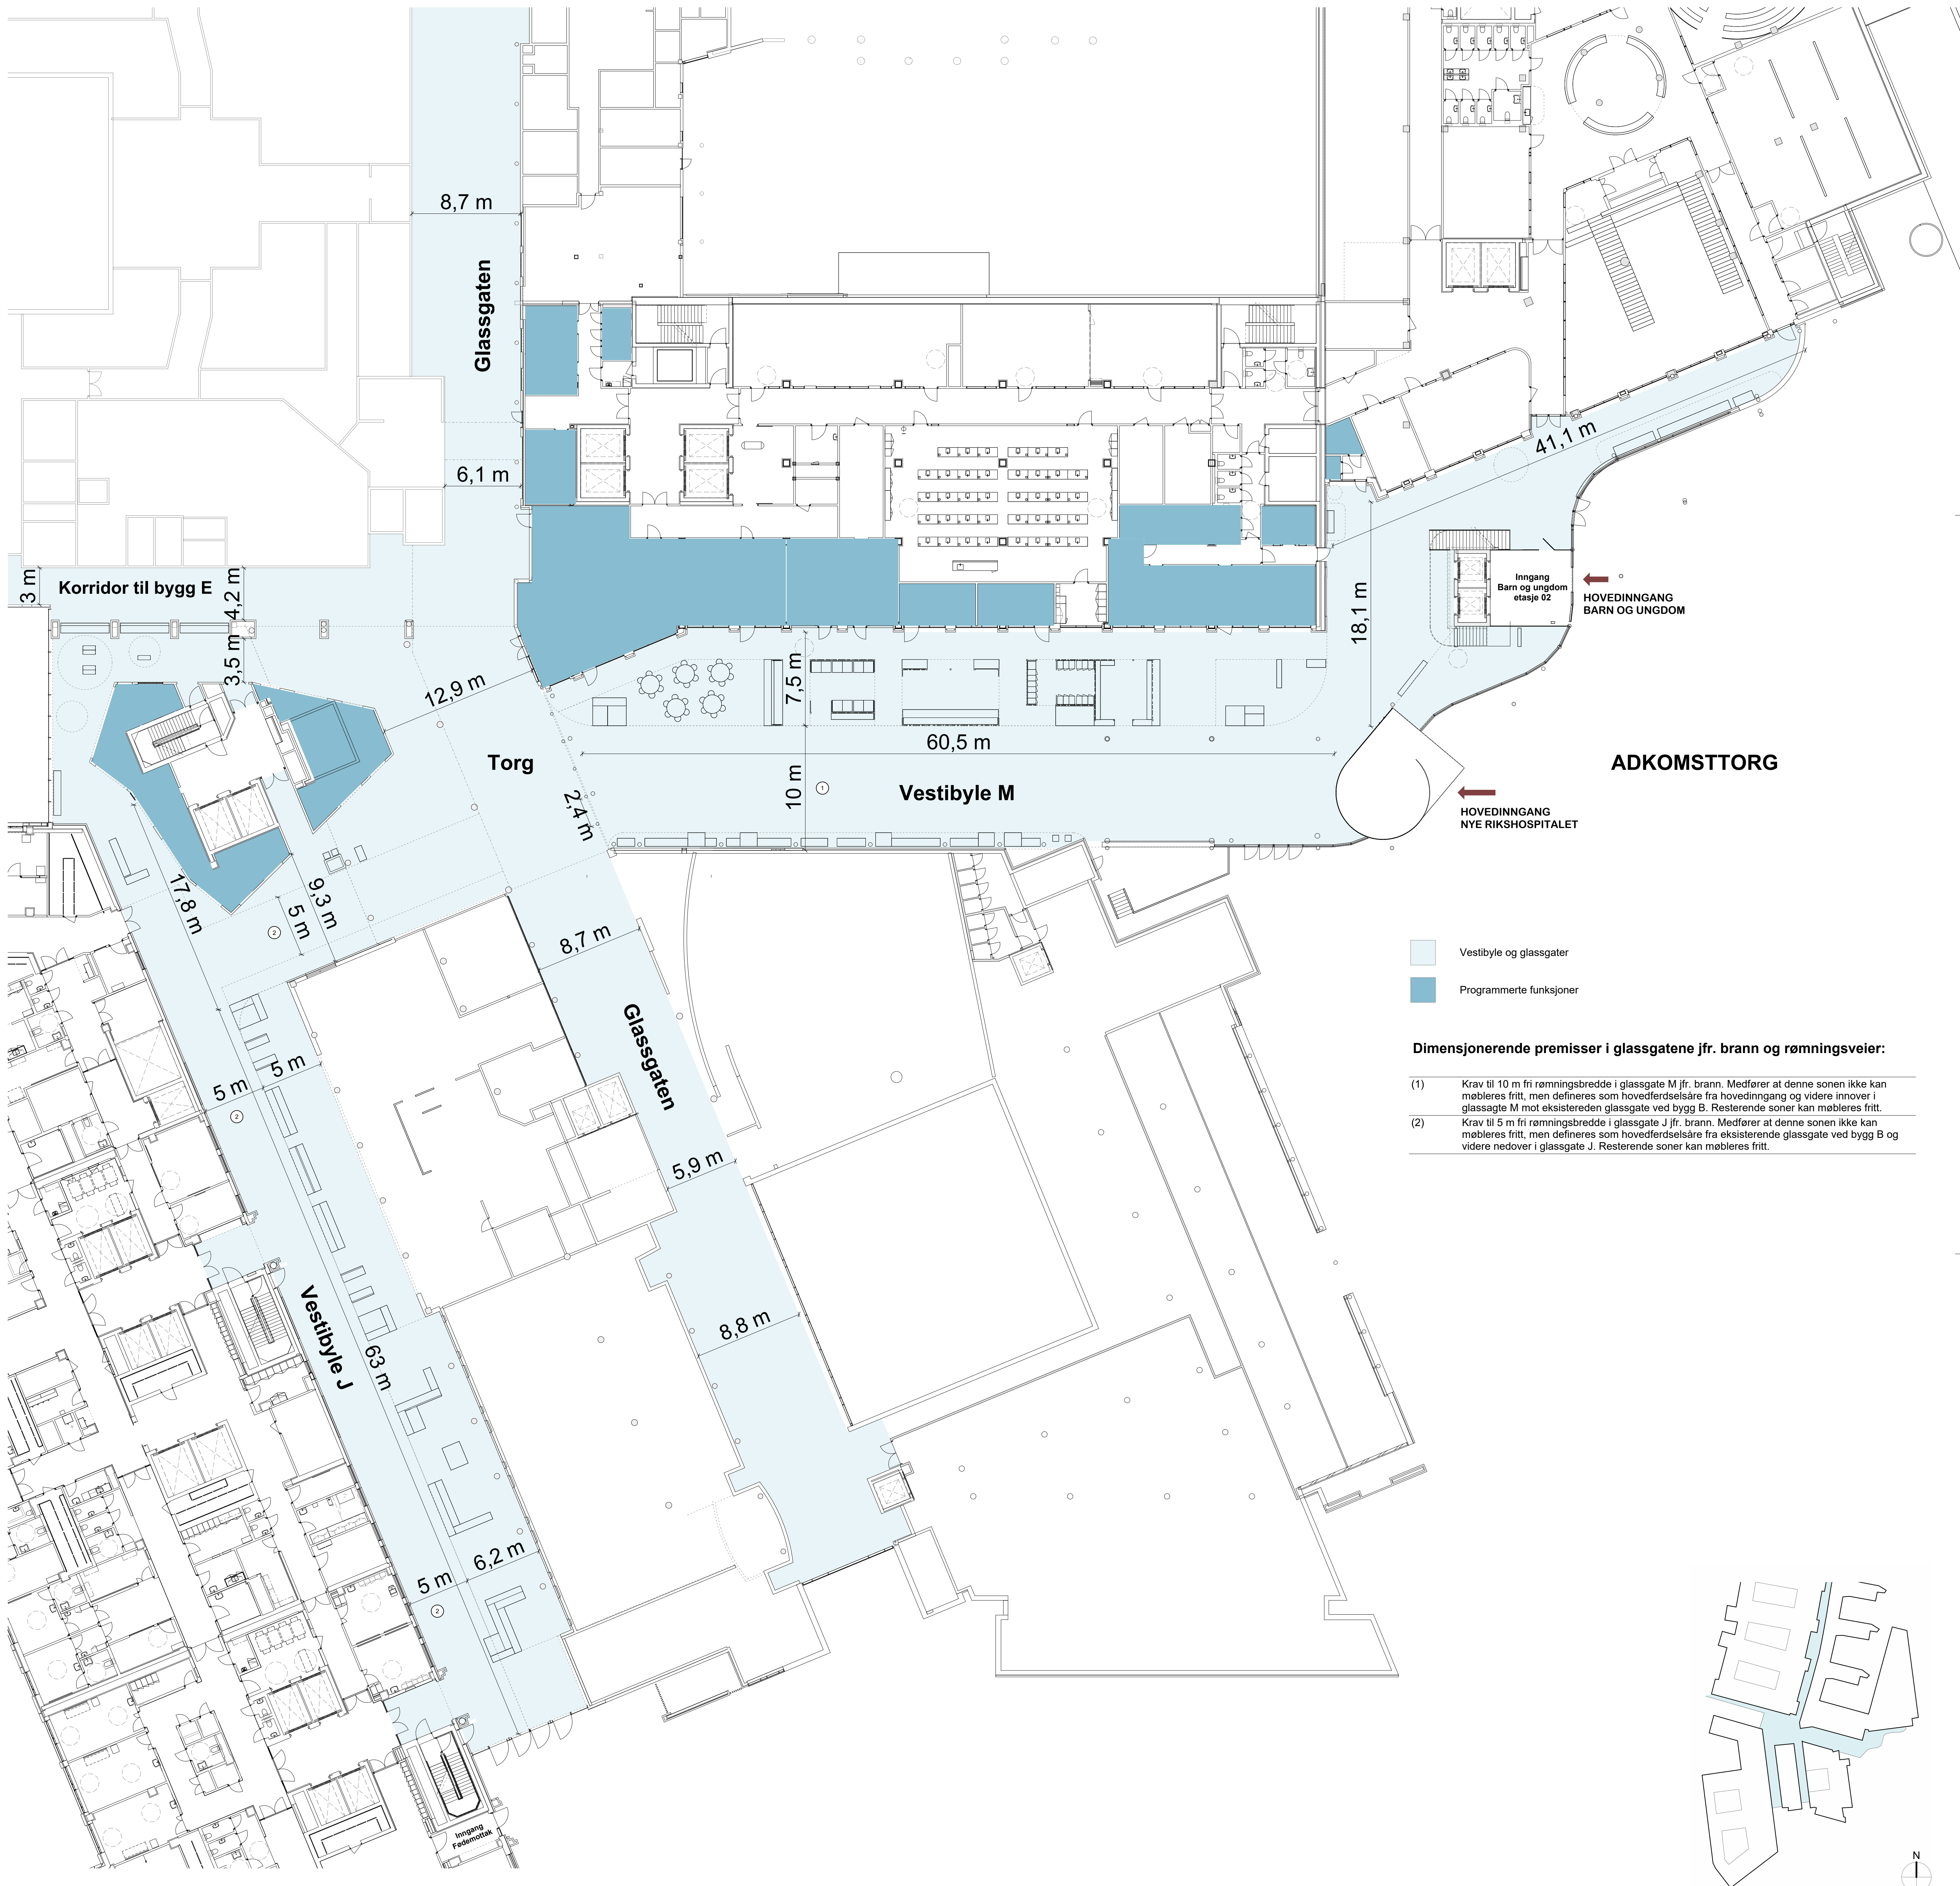 8,7 m
Glassgaten
6,1 m
41,1 m
3 m
Korridor til bygg E
4,2 m
3,5 m
18,1 m
Inngang
Barn og ungdom
etasje 02
HOVEDINNGANG
BARN OG UNGDOM
12,9 m
7,5 m
60,5 m
Torg
10 m
1
Vestibyle M
2,4 m
ADKOMSTTORG
HOVEDINNGANG
NYE RIKSHOSPITALET
17,8 m
9,3 m
5 m
2
8,7 m
Glassgaten
Vestibyle og glassgater
Programmerte funksjoner
Dimensjonerende premisser i glassgatene jfr. brann og rømningsveier:
(1) Krav til 10 m fri rømningsbredde i glassgate M jfr. brann. Medfører at denne sonen ikke kan
møbleres fritt, men defineres som hovedferdselsåre fra hovedinngang og videre innover i
glassagte M mot eksistereden glassgate ved bygg B. Resterende soner kan møbleres fritt.
(2) Krav til 5 m fri rømningsbredde i glassgate J jfr. brann. Medfører at denne sonen ikke kan
møbleres fritt, men defineres som hovedferdselsåre fra eksisterende glassgate ved bygg B og
videre nedover i glassgate J. Resterende soner kan møbleres fritt.
5 m
5 m
2
5,9 m
Vestibyle J
63 m
8,8 m
6,2 m
5 m
2
Inngang
Fødemottak
N